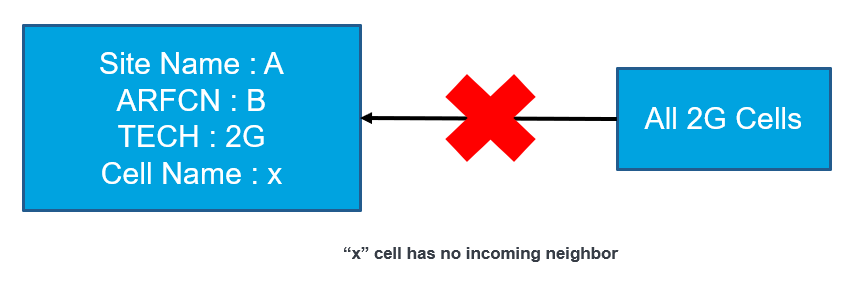 Site Name : A
ARFCN : B
TECH : 2G
Cell Name : x
All 2G Cells
“x” cell has no incoming neighbor